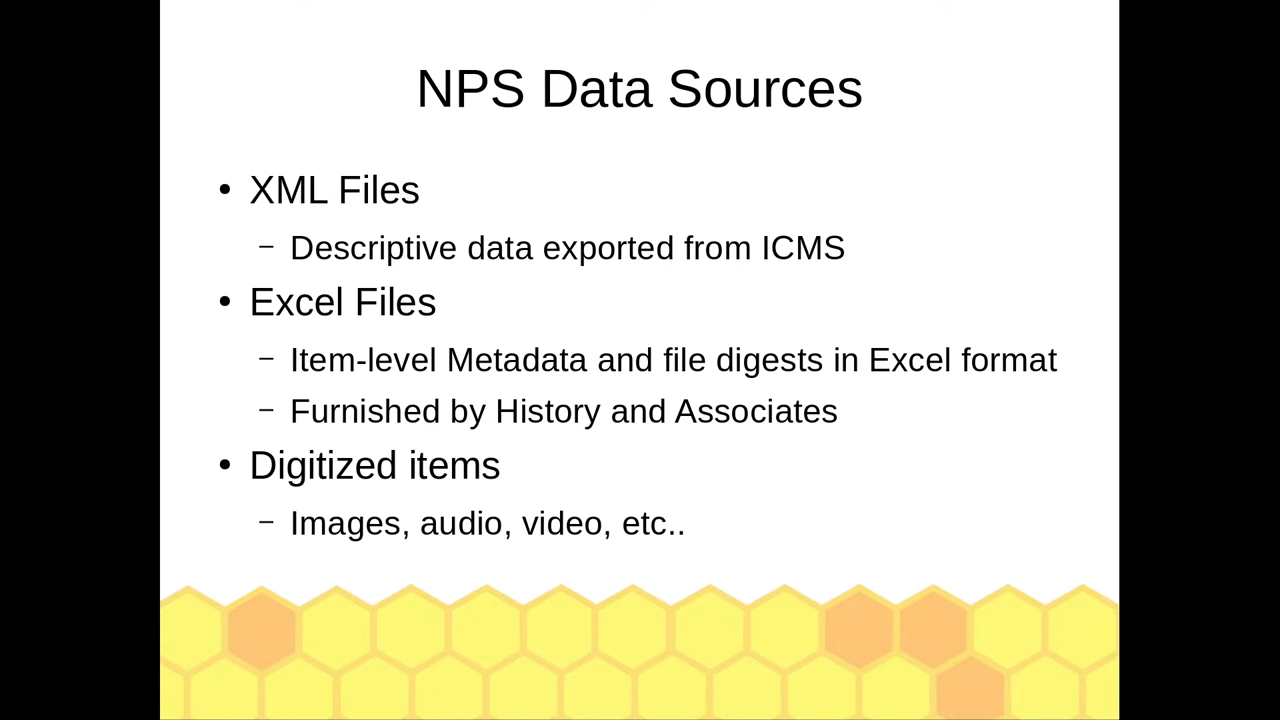 NPS Data Sources
• XML Files
– Descriptive data exported from ICMS
• Excel Files
– Item-level Metadata and file digests in Excel format
– Furnished by History and Associates
• Digitized items
– Images, audio, video, etc..